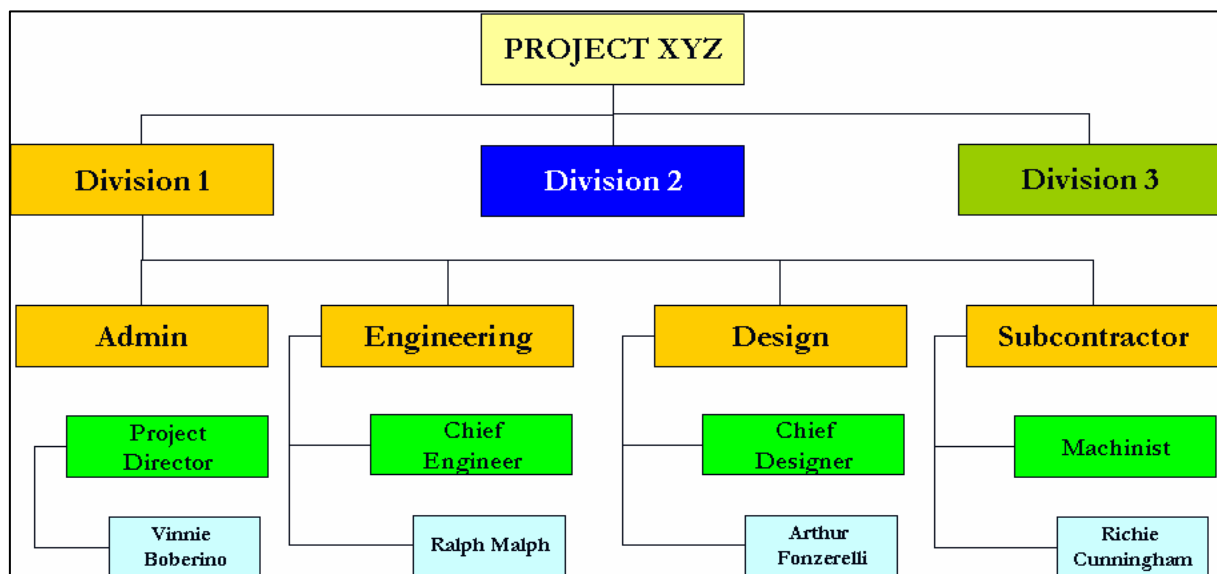 PROJECT XYZ
Division 1
Division 2
Division 3
Admin
Engineering
Design
Subcontractor
Project
Director
Chief
Engineer
Chief
Designer
Machinist
Vinnie
Boberino
Ralph Malph
Arthur
Fonzerelli
Richie
Cunningham